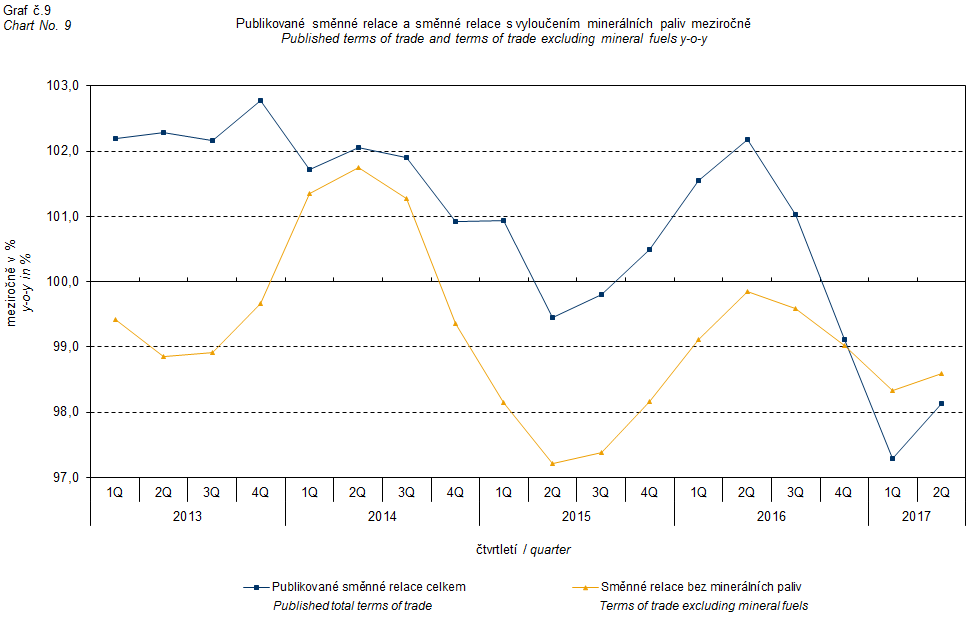 Graf č.9
Chart No. 9
Publikované směnné relace a směnné relace s vyloučením minerálních paliv meziročně
Published terms of trade and terms of trade excluding mineral fuels y-o-y
meziročně v %
y-o-y in %
103,0
102,0
101,0
100,0
99,0
98,0
97,0
1Q 2Q 3Q 4Q 1Q 2Q 3Q 4Q 1Q 2Q 3Q 4Q 1Q 2Q 3Q 4Q 1Q 2Q
2013 2014 2015 2016 2017
čtvrtletí / quarter
Publikované směnné relace celkem
Published total terms of trade
Směnné relace bez minerálních paliv
Terms of trade excluding mineral fuels